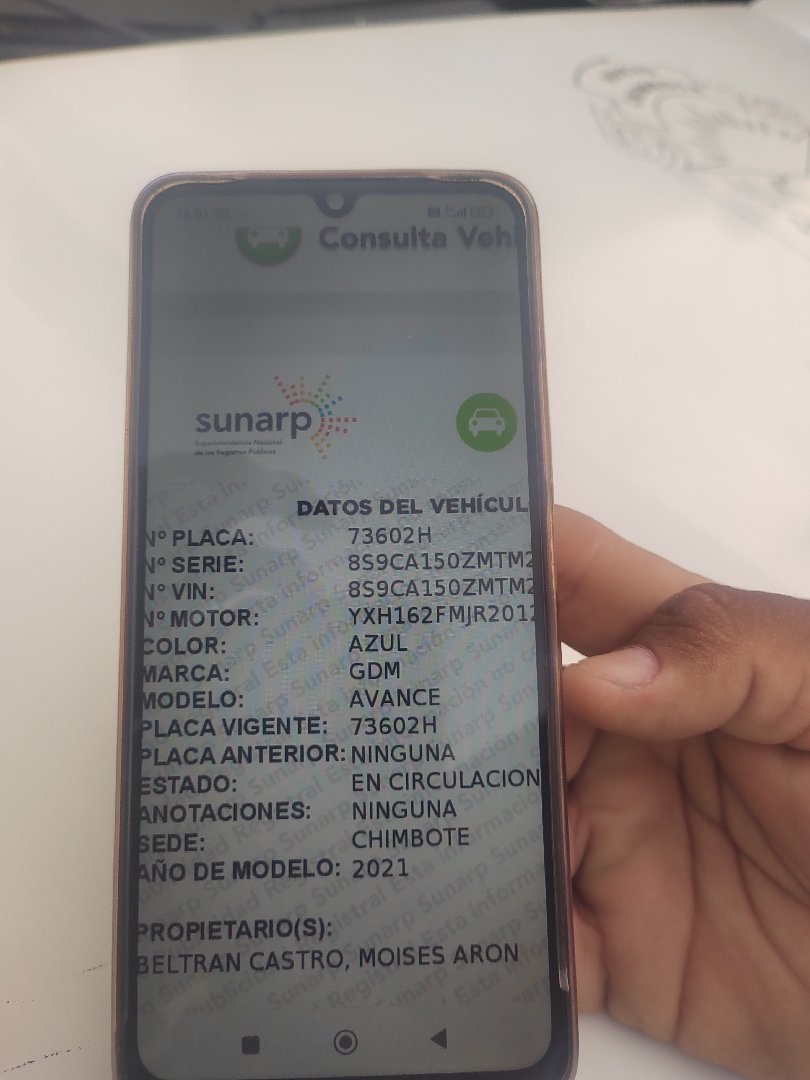 Consulta Vehi
sunarp
Superintendencia Nacional
de los Registros Públicos
DATOS DEL VEHÍCUL
Nº PLACA: 73602H
Nº SERIE: 8S9CA150ZMTM2
Nº VIN: 8S9CA150ZMTM2
Nº MOTOR: YXH162FMJR2012
COLOR: AZUL
MARCA: GDM
MODELO: AVANCE
PLACA VIGENTE: 73602H
PLACA ANTERIOR: NINGUNA
ESTADO: EN CIRCULACION
ANOTACIONES: NINGUNA
SEDE: CHIMBOTE
AÑO DE MODELO: 2021
PROPIETARIO(S):
BELTRAN CASTRO, MOISES ARON